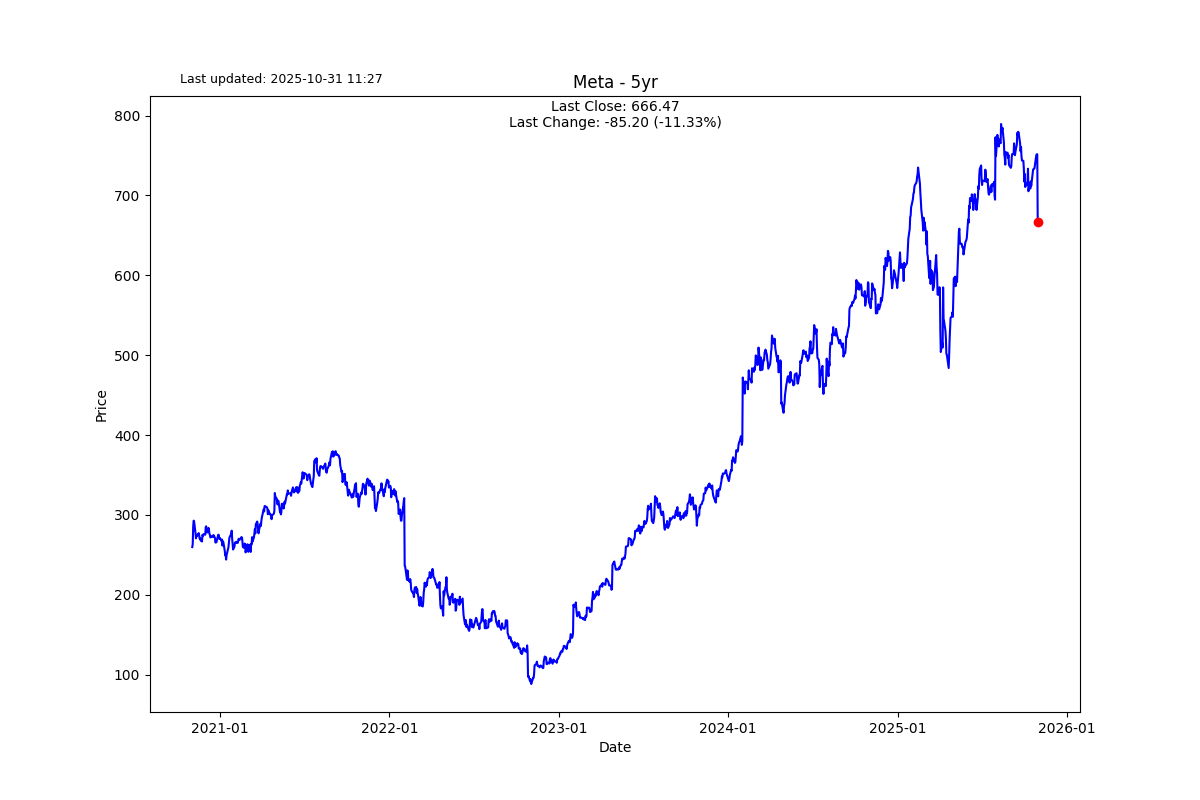 Last updated: 2025-10-31 11:27
Meta - 5yr
Last Close: 666.47
Last Change: -85.20 (-11.33%)
800
700
600
500
400
300
200
100
Price
2021-01
2022-01
2023-01
2024-01
2025-01
2026-01
Date